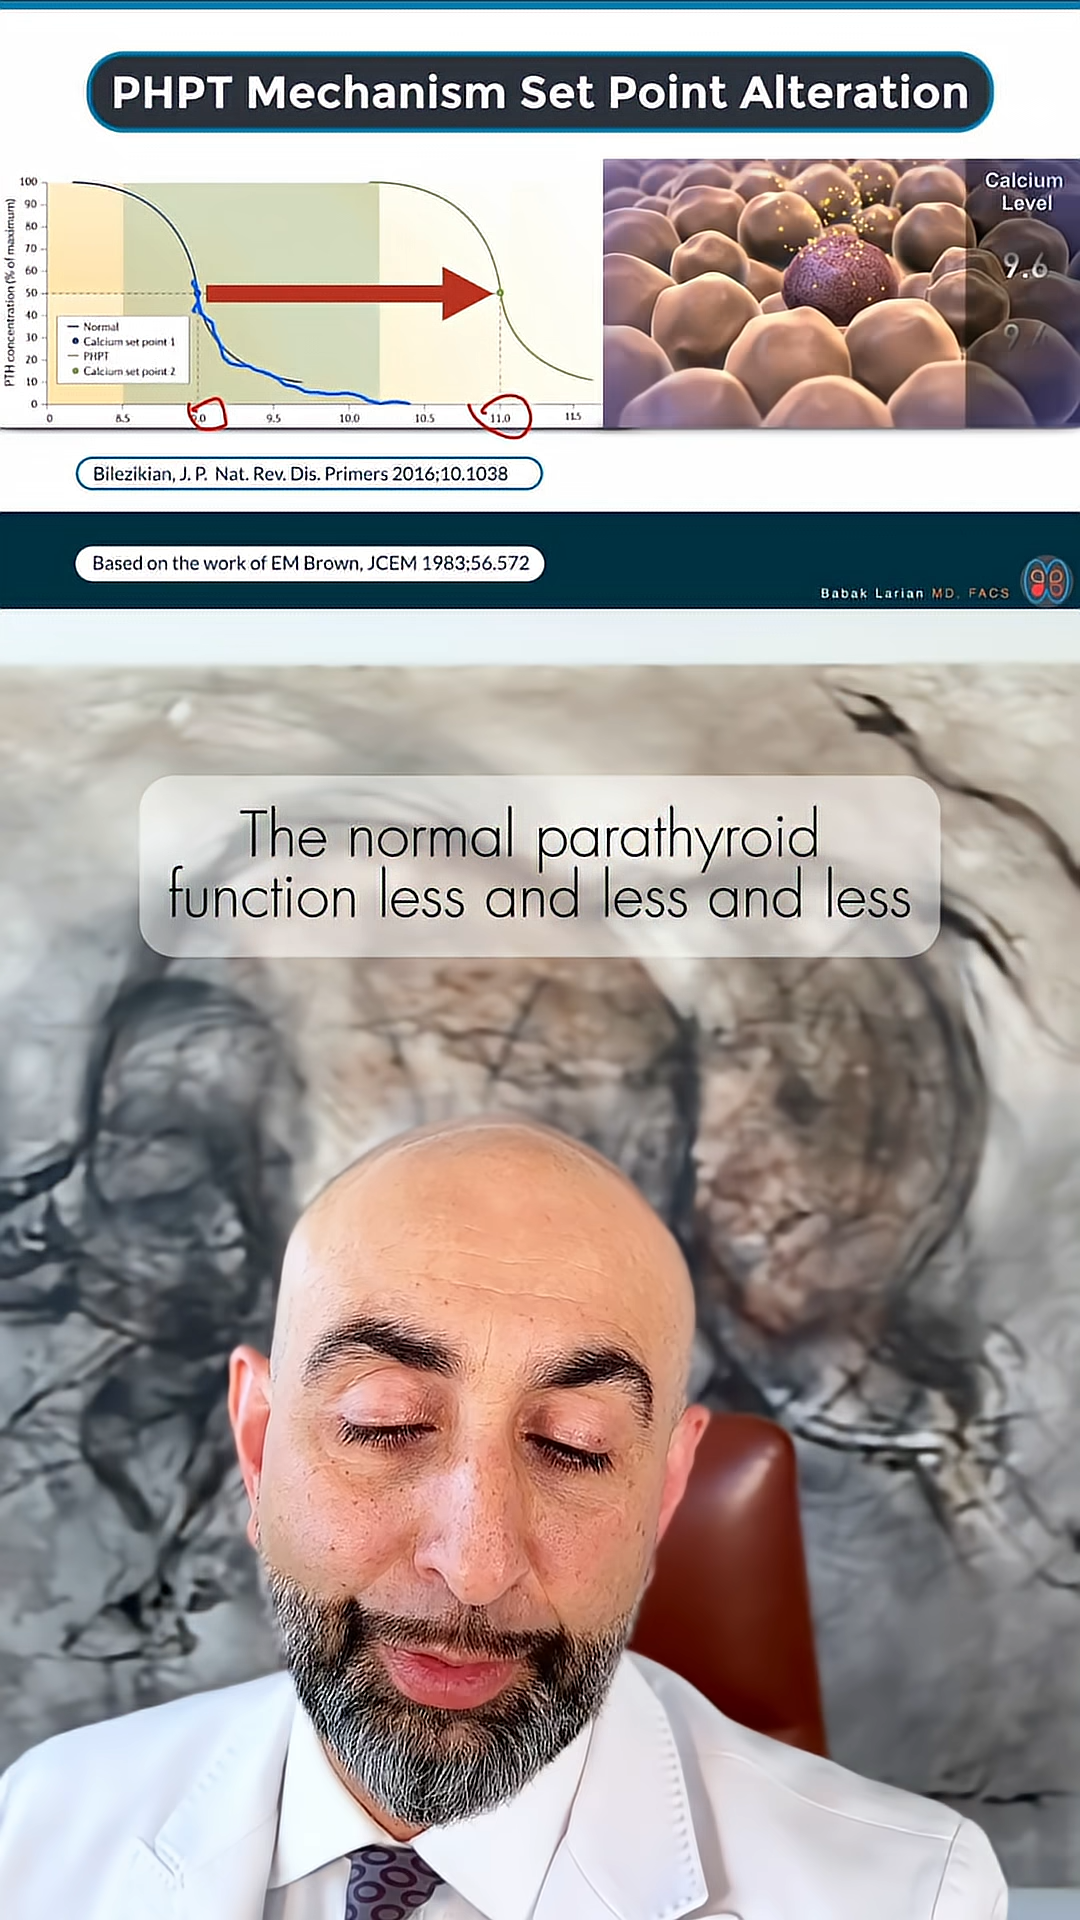 PHPT Mechanism Set Point Alteration
PTH concentration (% of maximum)
100
90
80
70
60
50
40
30
20
10
0
Normal
Calcium set point 1
PHPT
Calcium set point 2
0
8.5
9.5
10.0
10.5
11.0
11.5
Calcium
Level
9.6
Bilezikian, J. P. Nat. Rev. Dis. Primers 2016;10.1038
Based on the work of EM Brown, JCEM 1983;56.572
Babak Larian MD, FACS
The normal parathyroid
function less and less and less